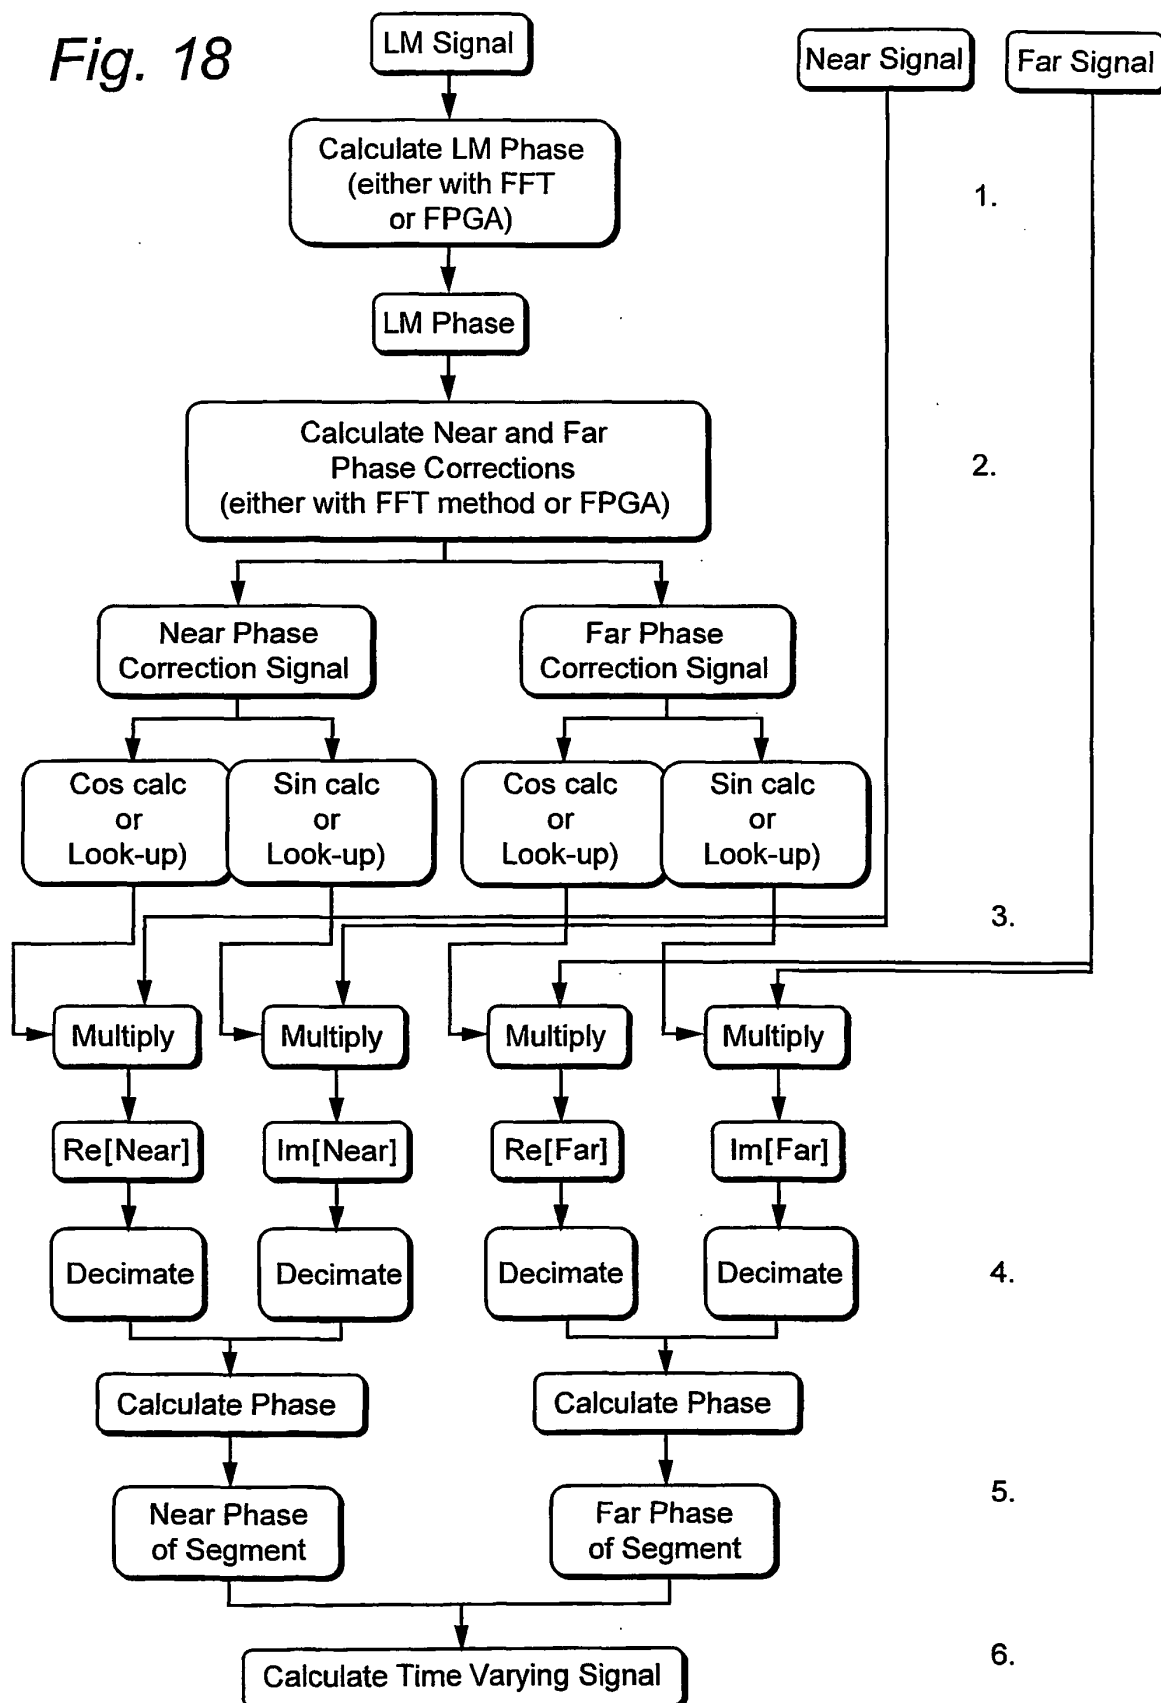 Fig. 18
LM Signal
Near Signal
Far Signal
Calculate LM Phase
(either with FFT
or FPGA)
1.
LM Phase
Calculate Near and Far
Phase Corrections
(either with FFT method or FPGA)
2.
Near Phase
Correction Signal
Far Phase
Correction Signal
Cos calc
or
Look-up)
Sin calc
or
Look-up)
Cos calc
or
Look-up)
Sin calc
or
Look-up)
3.
Multiply
Multiply
Multiply
Multiply
Re[Near]
Im[Near]
Re[Far]
Im[Far]
Decimate
Decimate
Decimate
Decimate
4.
Calculate Phase
Calculate Phase
Near Phase
of Segment
Far Phase
of Segment
5.
Calculate Time Varying Signal
6.